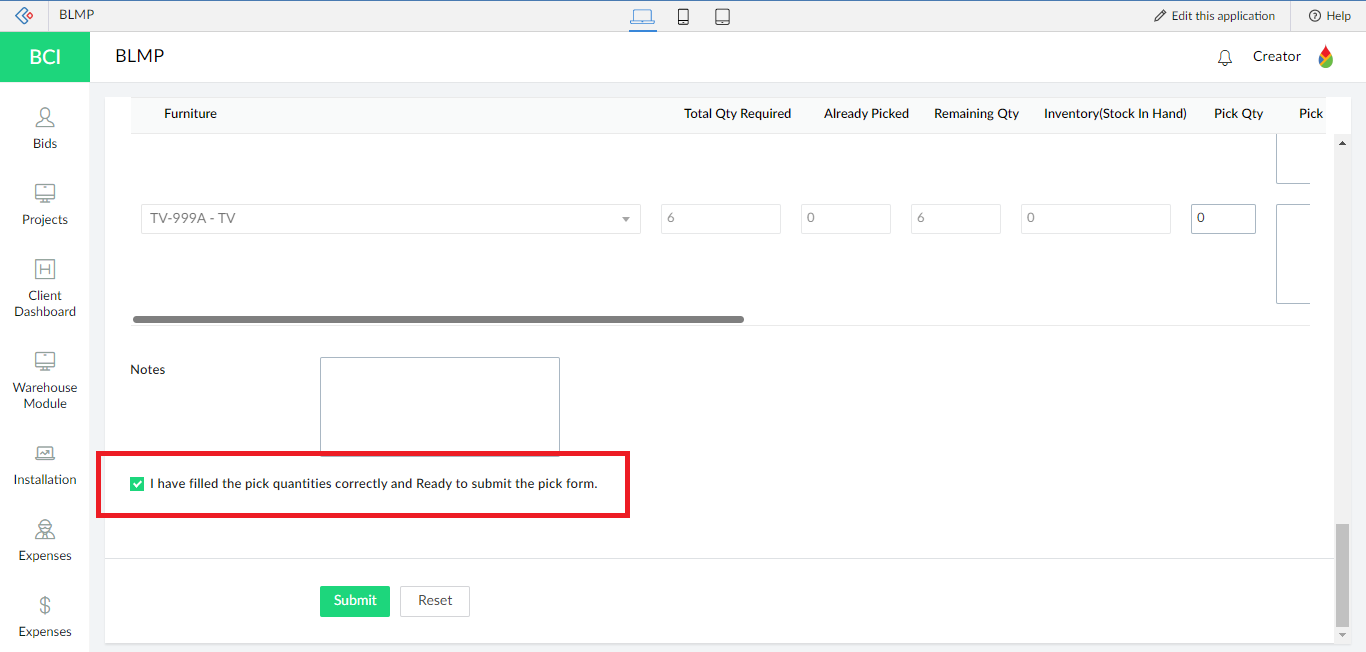 BLMP
Edit this application
Help
BCI
BLMP
Creator
Bids
Projects
Client
Dashboard
Warehouse
Module
Installation
Expenses
Expenses
Furniture
Total Qty Required
Already Picked
Remaining Qty
Inventory(Stock In Hand)
Pick Qty
Pick
TV-999A - TV
6
0
6
0
0
Notes
I have filled the pick quantities correctly and Ready to submit the pick form.
Submit
Reset